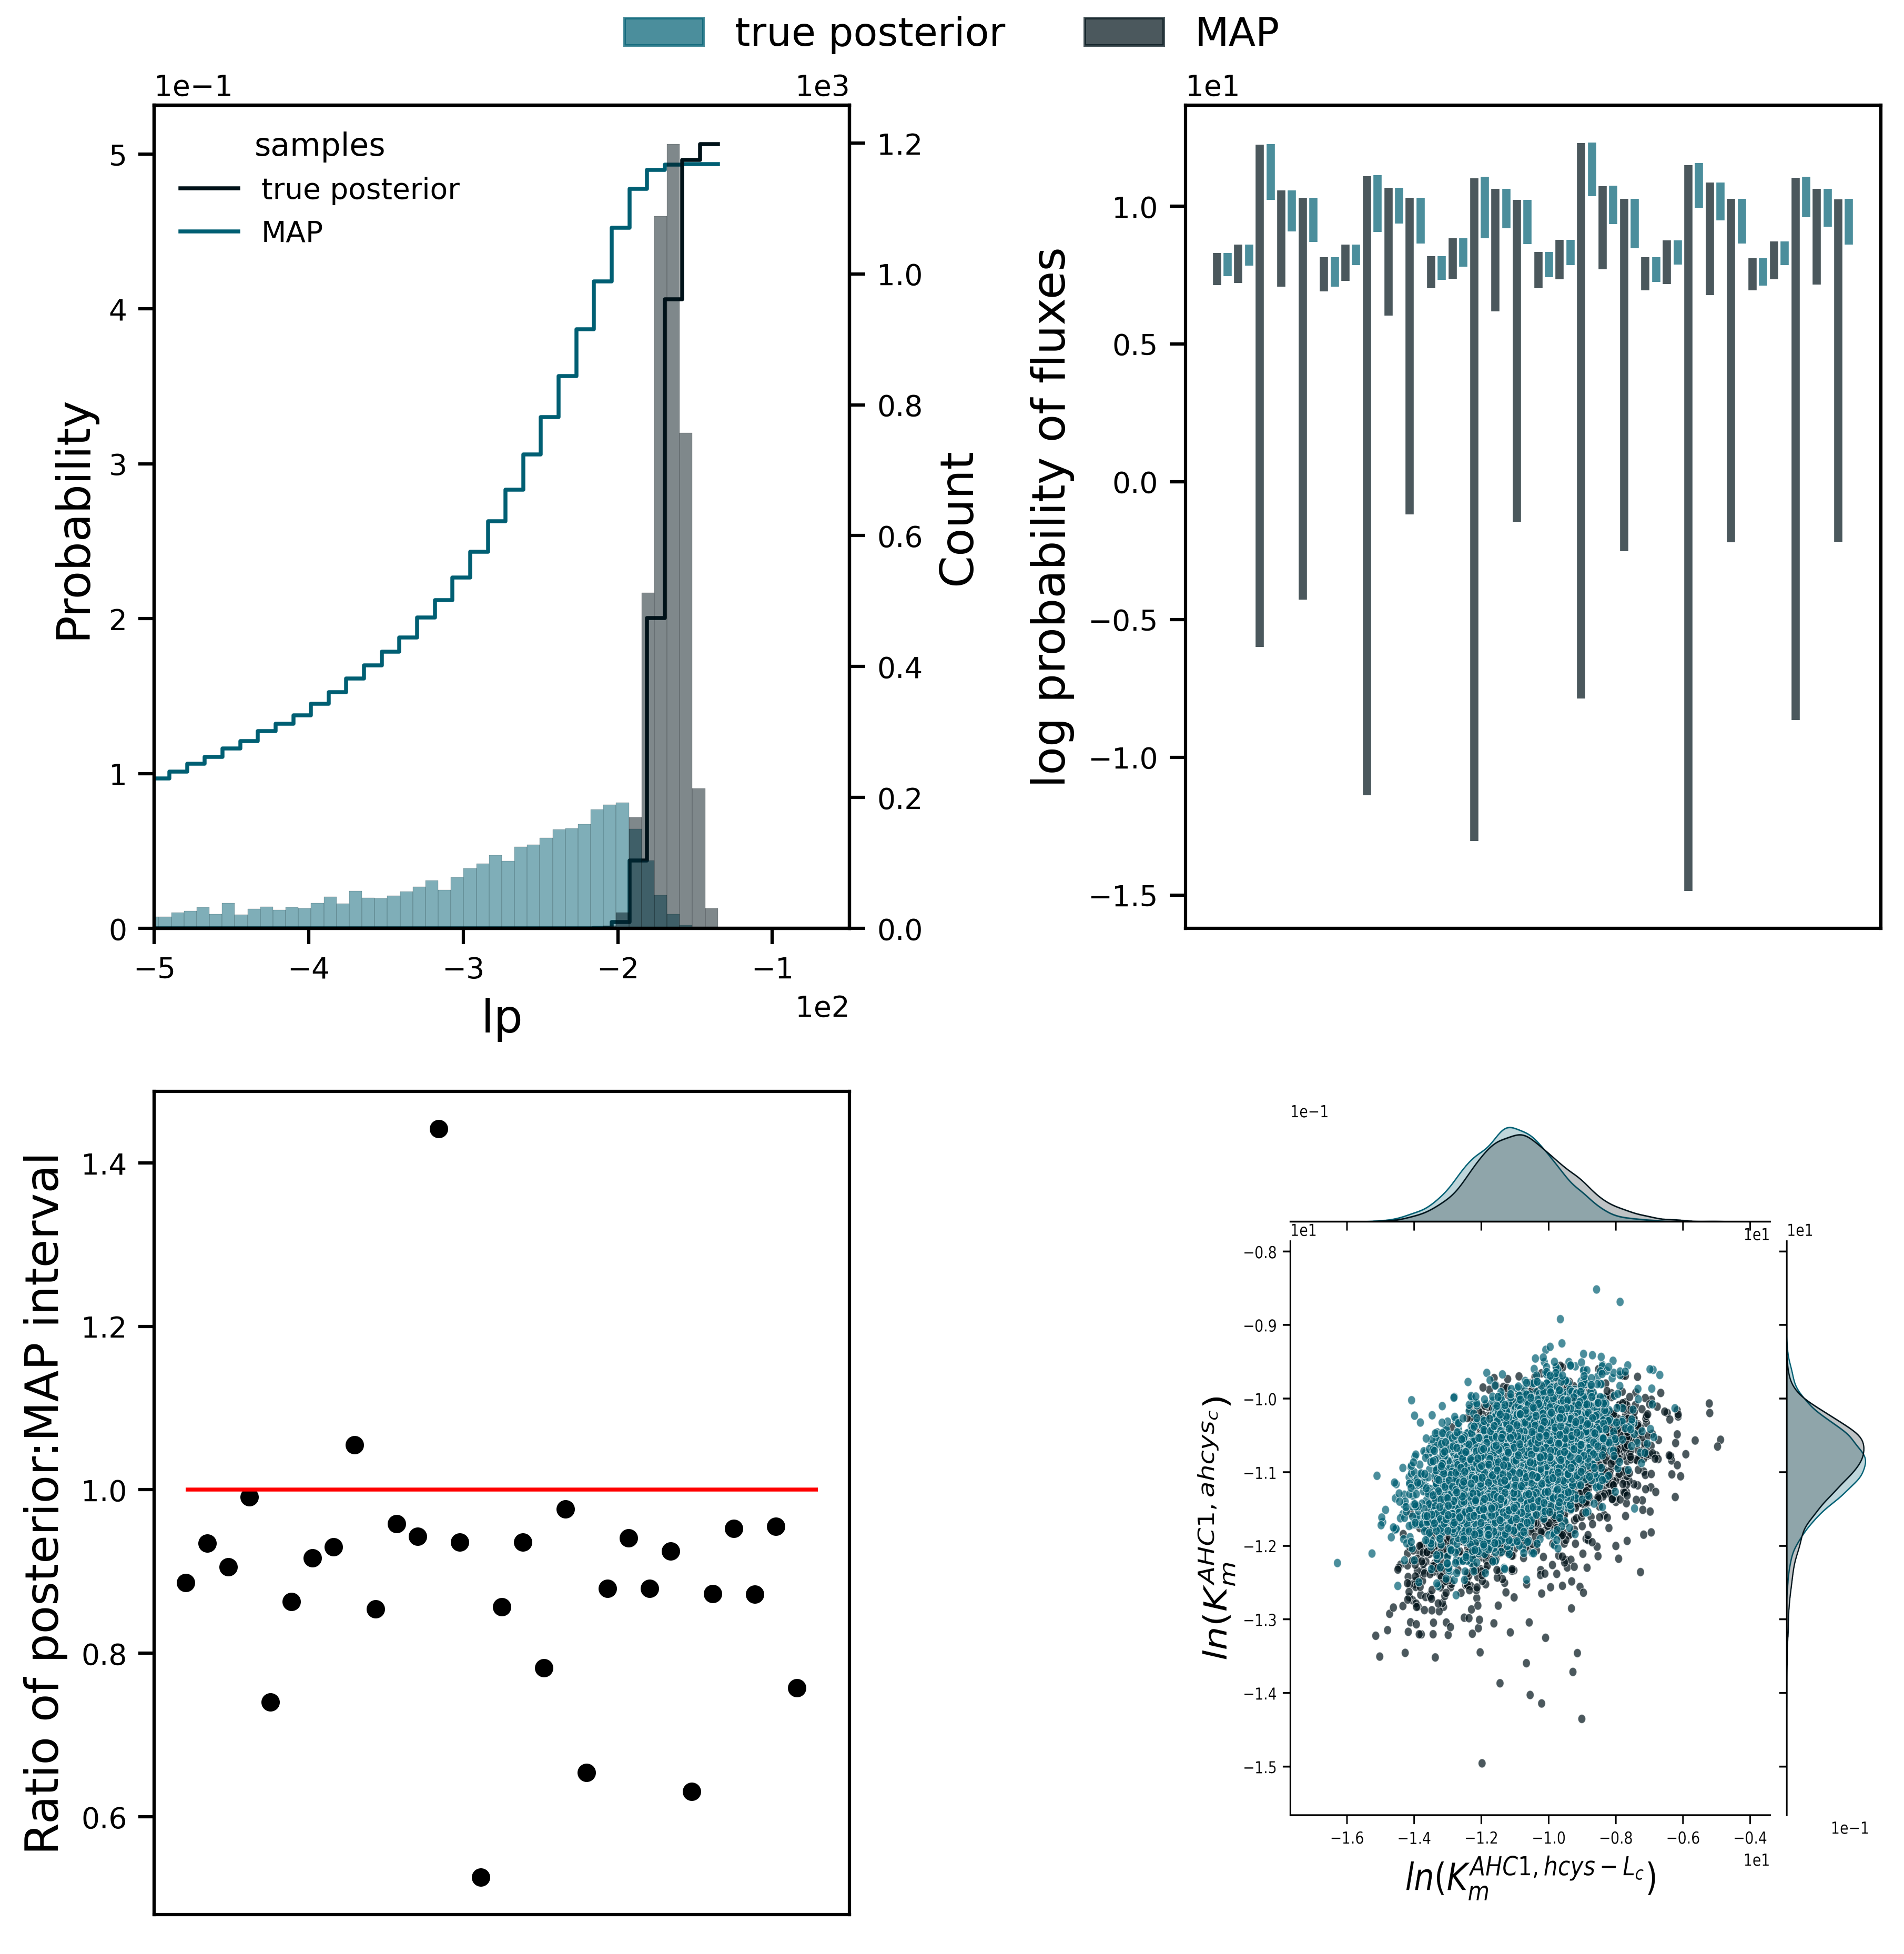 true posterior MAP
1e−1 1e3
samples
true posterior
MAP
Probability
5
4
3
2
1
0
1.2
1.0
0.8
0.6
0.4
0.2
0.0
Count
−5 −4 −3 −2 −1
1e2
lp
1e1
log probability of fluxes
1.0
0.5
0.0
−0.5
−1.0
−1.5
Ratio of posterior:MAP interval
1.4
1.2
1.0
0.8
0.6
1e−1
1e1 1e1 1e1
ln(K_m^{AHC1, ahcys_c})
−0.8
−0.9
−1.0
−1.1
−1.2
−1.3
−1.4
−1.5
1e−1
−1.6 −1.4 −1.2 −1.0 −0.8 −0.6 −0.4
1e1
ln(K_m^{AHC1, hcys−L_c})